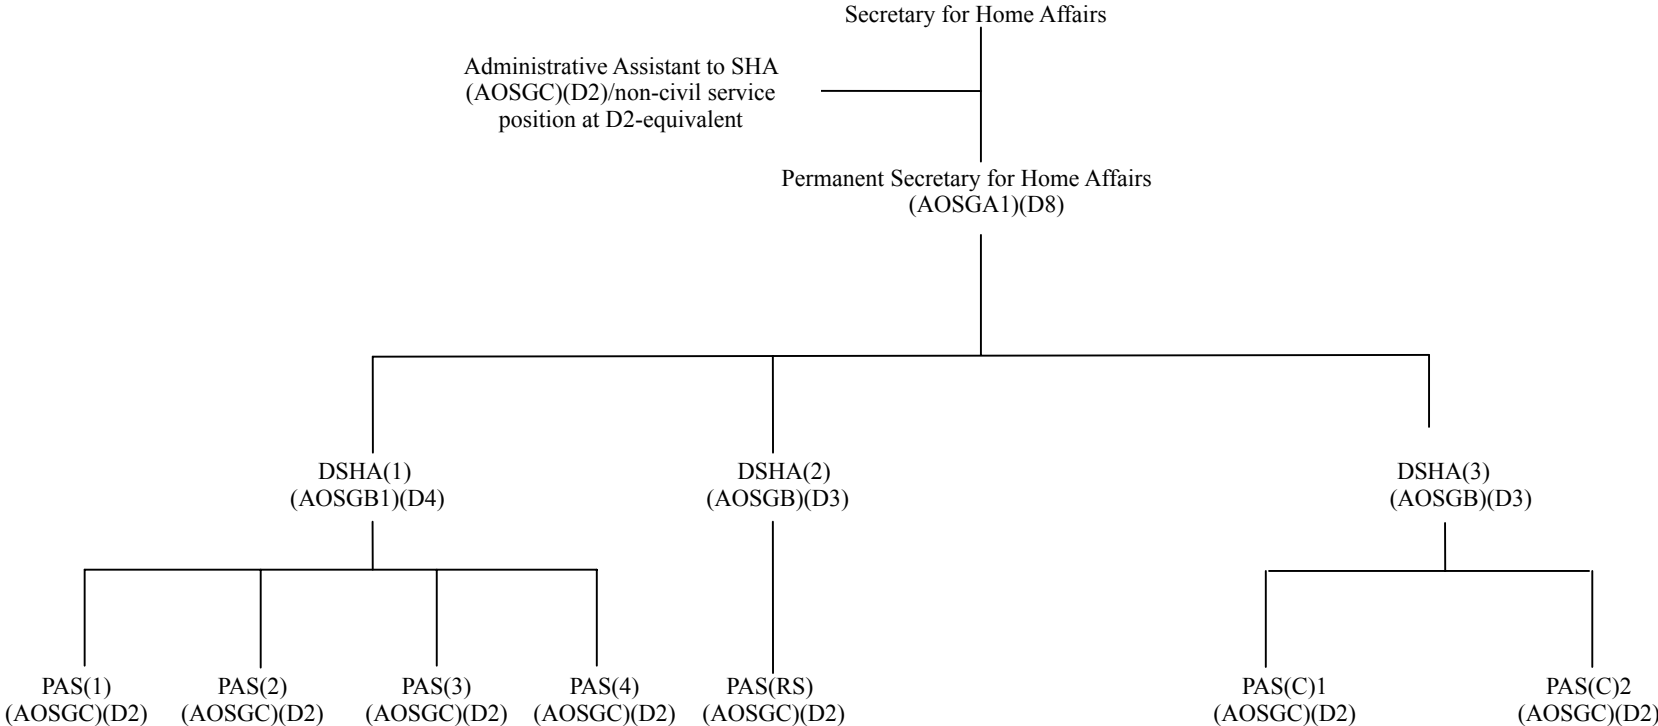 Secretary for Home Affairs
Administrative Assistant to SHA
(AOSGC)(D2)/non-civil service
position at D2-equivalent
Permanent Secretary for Home Affairs
(AOSGA1)(D8)
DSHA(1)
(AOSGB1)(D4)
DSHA(2)
(AOSGB)(D3)
DSHA(3)
(AOSGB)(D3)
PAS(1)
(AOSGC)(D2)
PAS(2)
(AOSGC)(D2)
PAS(3)
(AOSGC)(D2)
PAS(4)
(AOSGC)(D2)
PAS(RS)
(AOSGC)(D2)
PAS(C)1
(AOSGC)(D2)
PAS(C)2
(AOSGC)(D2)